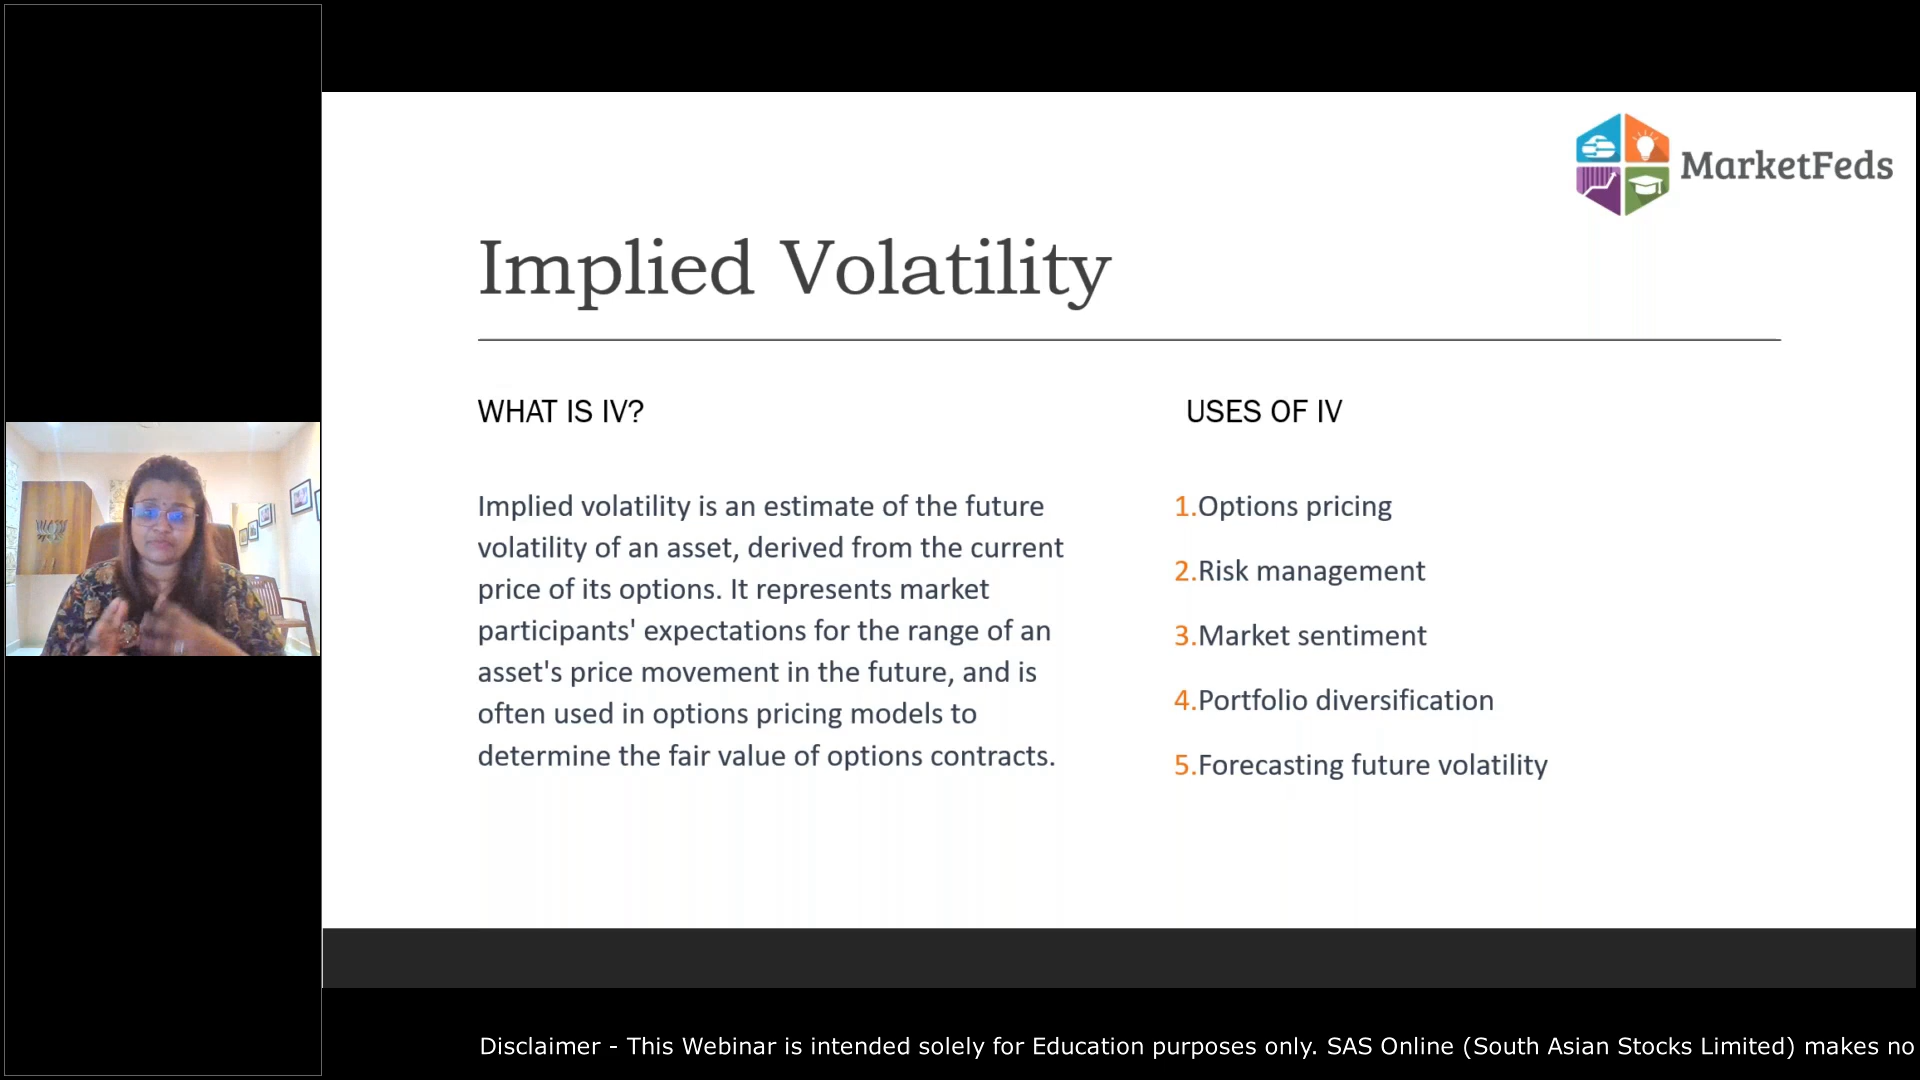 MarketFeds
Implied Volatility
WHAT IS IV?
Implied volatility is an estimate of the future
volatility of an asset, derived from the current
price of its options. It represents market
participants' expectations for the range of an
asset's price movement in the future, and is
often used in options pricing models to
determine the fair value of options contracts.
USES OF IV
1.Options pricing
2.Risk management
3.Market sentiment
4.Portfolio diversification
5.Forecasting future volatility
Disclaimer - This Webinar is intended solely for Education purposes only. SAS Online (South Asian Stocks Limited) makes no